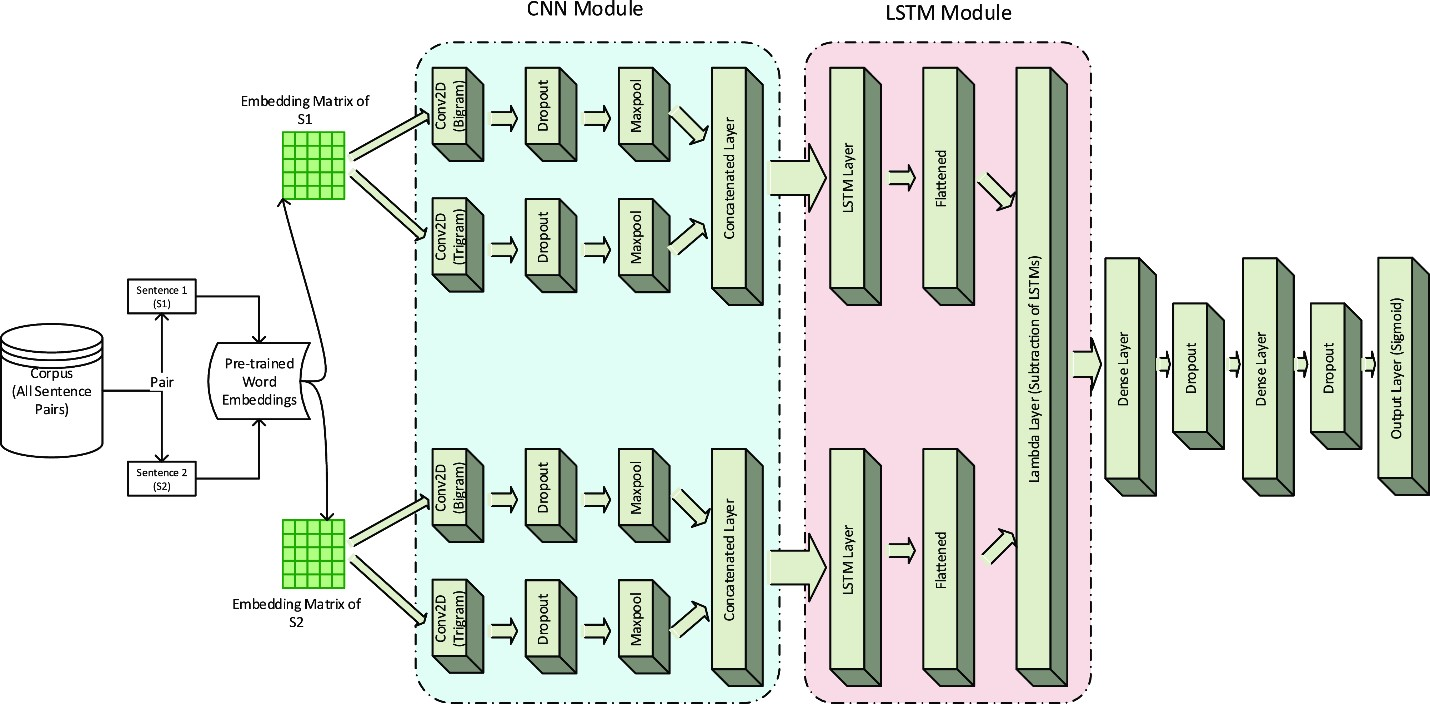 CNN Module
LSTM Module
Embedding Matrix of
S1
Conv2D
(Bigram)
Dropout
Maxpool
Conv2D
(Trigram)
Dropout
Maxpool
Concatenated Layer
LSTM Layer
Flattened
Sentence 1
(S1)
Corpus
(All Sentence
Pairs)
Pair
Pre-trained
Word
Embeddings
Sentence 2
(S2)
Lambda Layer (Subtraction of LSTMs)
Dense Layer
Dropout
Dense Layer
Dropout
Output Layer (Sigmoid)
Conv2D
(Bigram)
Dropout
Maxpool
Conv2D
(Trigram)
Dropout
Maxpool
Concatenated Layer
LSTM Layer
Flattened
Embedding Matrix of
S2